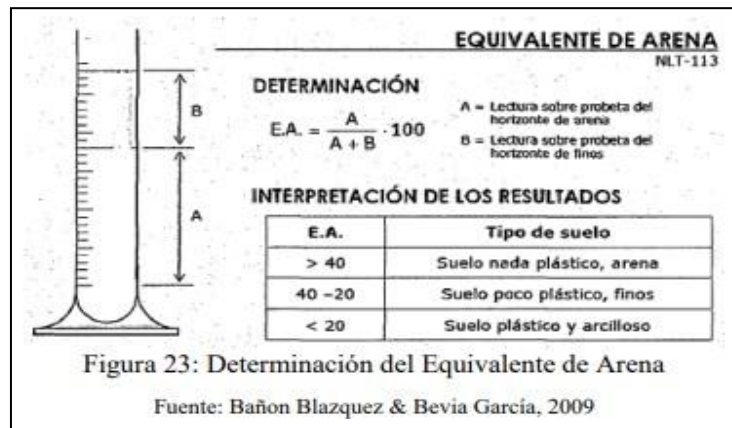 EQUIVALENTE DE ARENA
NLT-113
DETERMINACIÓN
E.A. = A / (A + B) · 100
A = Lectura sobre probeta del
horizonte de arena
B = Lectura sobre probeta del
horizonte de finos
B
A
INTERPRETACIÓN DE LOS RESULTADOS
E.A. Tipo de suelo
> 40 Suelo nada plástico, arena
40 –20 Suelo poco plástico, finos
< 20 Suelo plástico y arcilloso
Figura 23: Determinación del Equivalente de Arena
Fuente: Bañon Blazquez & Bevia García, 2009